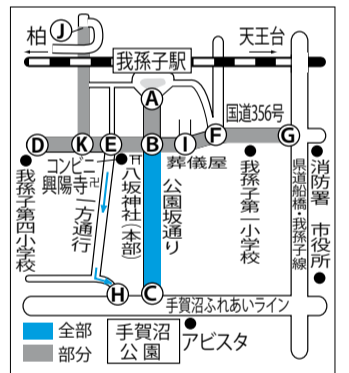 J
柏
天王台
我孫子駅
A
国道356号
D
K
E
B
I
F
G
コンビニ
興陽寺
卍
一方通行
八坂神社(本部)
公園坂通り
葬儀屋
我孫子第四小学校
我孫子第一小学校
県道船橋・我孫子線
消防署
市役所
H
C
手賀沼ふれあいライン
全部
部分
手賀沼
公園
アビスタ